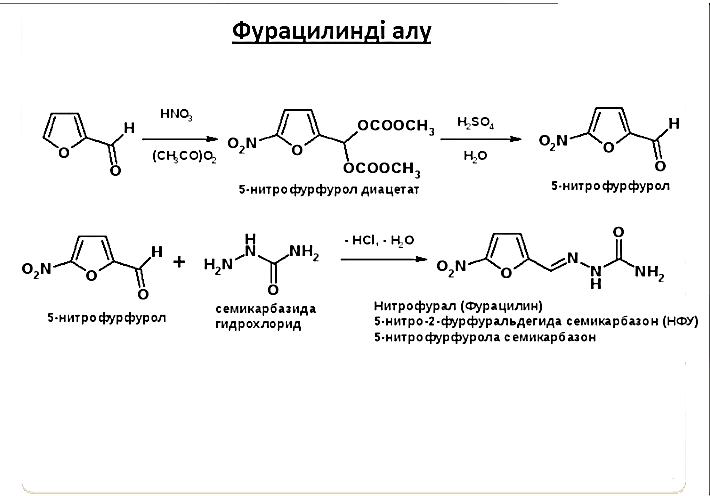 Фурацилинді алу
HNO3
(CH3CO)O2
O
H
O
O2N
O
OCOOCH3
OCOOCH3
5-нитрофурфурол диацетат
H2SO4
H2O
O2N
O
H
O
5-нитрофурфурол
O2N
O
H
O
5-нитрофурфурол
+
H2N
H
N
NH2
O
семикарбазида
гидрохлорид
- HCl, - H2O
O2N
O
N
N
H
O
NH2
Нитрофурал (Фурацилин)
5-нитро-2-фурфуральдегида семикарбазон (НФУ)
5-нитрофурфурола семикарбазон